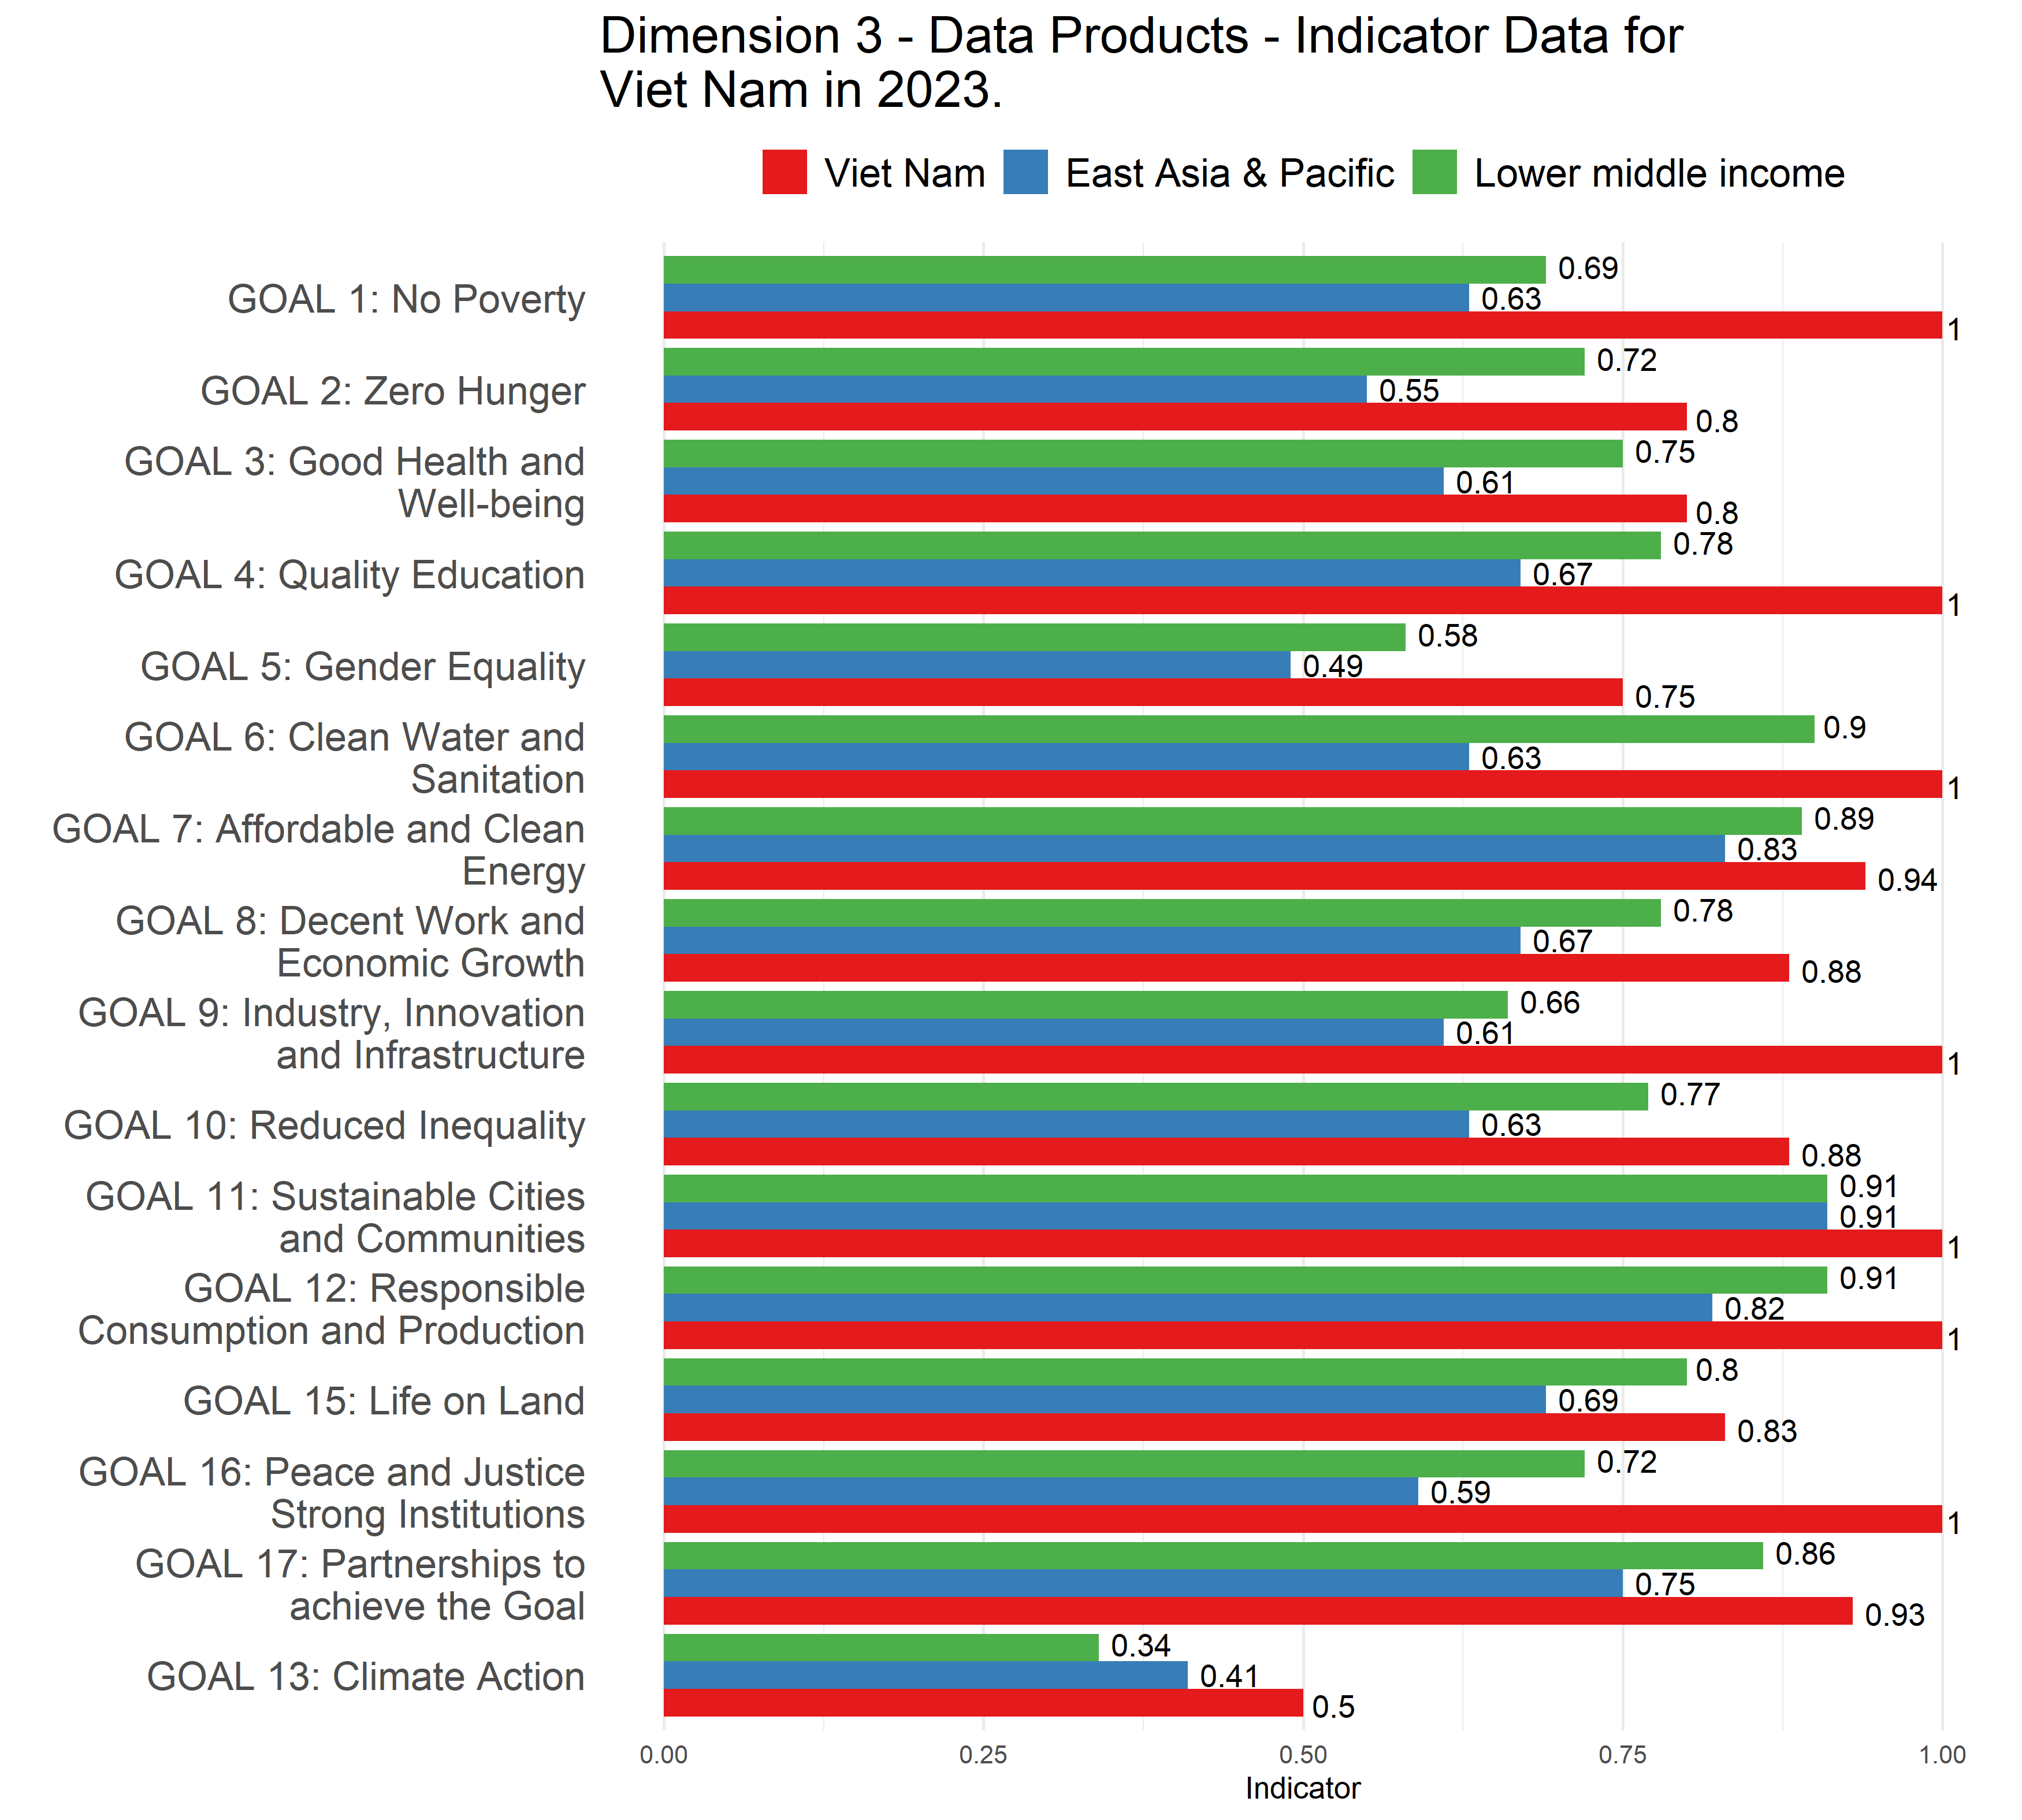 Dimension 3 - Data Products - Indicator Data for
Viet Nam in 2023.
Viet Nam East Asia & Pacific Lower middle income
GOAL 1: No Poverty
0.69
0.63
1
GOAL 2: Zero Hunger
0.72
0.55
0.8
GOAL 3: Good Health and
Well-being
0.75
0.61
0.8
GOAL 4: Quality Education
0.78
0.67
1
GOAL 5: Gender Equality
0.58
0.49
0.75
GOAL 6: Clean Water and
Sanitation
0.9
0.63
1
GOAL 7: Affordable and Clean
Energy
0.89
0.83
0.94
GOAL 8: Decent Work and
Economic Growth
0.78
0.67
0.88
GOAL 9: Industry, Innovation
and Infrastructure
0.66
0.61
1
GOAL 10: Reduced Inequality
0.77
0.63
0.88
GOAL 11: Sustainable Cities
and Communities
0.91
0.91
1
GOAL 12: Responsible
Consumption and Production
0.91
0.82
1
GOAL 15: Life on Land
0.8
0.69
0.83
GOAL 16: Peace and Justice
Strong Institutions
0.72
0.59
1
GOAL 17: Partnerships to
achieve the Goal
0.86
0.75
0.93
GOAL 13: Climate Action
0.34
0.41
0.5
0.00 0.25 0.50 0.75 1.00
Indicator